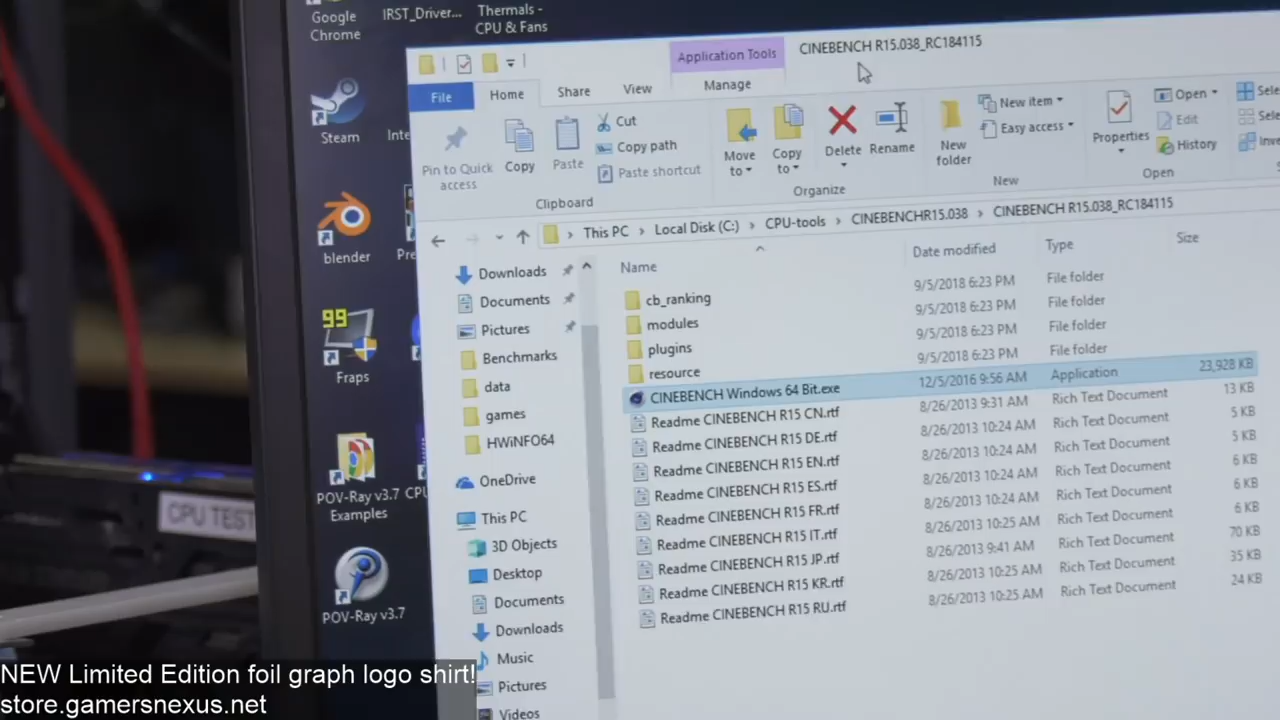 Google
Chrome
IRST_Driver...
Thermals -
CPU & Fans
Steam
Inte
blender
Pre
99
Fraps
POV-Ray v3.7
Examples
CPU
POV-Ray v3.7
CPU TEST
Application Tools
CINEBENCH R15.038_RC184115
File
Home
Share
View
Manage
Pin to Quick
access
Copy
Paste
Cut
Copy path
Paste shortcut
Clipboard
Move
to
Copy
to
Delete
Rename
Organize
New
folder
New item
Easy access
New
Properties
Open
Edit
History
Open
Sele
Sele
Inve
This PC > Local Disk (C:) > CPU-tools > CINEBENCHR15.038 > CINEBENCH R15.038_RC184115
Downloads
Documents
Pictures
Benchmarks
data
games
HWiNFO64
OneDrive
This PC
3D Objects
Desktop
Documents
Downloads
Music
Pictures
Videos
Name Date modified Type Size
cb_ranking 9/5/2018 6:23 PM File folder
modules 9/5/2018 6:23 PM File folder
plugins 9/5/2018 6:23 PM File folder
resource 9/5/2018 6:23 PM File folder
CINEBENCH Windows 64 Bit.exe 12/5/2016 9:56 AM Application 23,928 KB
Readme CINEBENCH R15 CN.rtf 8/26/2013 9:31 AM Rich Text Document 13 KB
Readme CINEBENCH R15 DE.rtf 8/26/2013 10:24 AM Rich Text Document 5 KB
Readme CINEBENCH R15 EN.rtf 8/26/2013 10:24 AM Rich Text Document 5 KB
Readme CINEBENCH R15 ES.rtf 8/26/2013 10:24 AM Rich Text Document 6 KB
Readme CINEBENCH R15 FR.rtf 8/26/2013 10:24 AM Rich Text Document 6 KB
Readme CINEBENCH R15 IT.rtf 8/26/2013 10:25 AM Rich Text Document 6 KB
Readme CINEBENCH R15 JP.rtf 8/26/2013 9:41 AM Rich Text Document 70 KB
Readme CINEBENCH R15 KR.rtf 8/26/2013 10:25 AM Rich Text Document 35 KB
Readme CINEBENCH R15 RU.rtf 8/26/2013 10:25 AM Rich Text Document 24 KB
NEW Limited Edition foil graph logo shirt!
store.gamersnexus.net